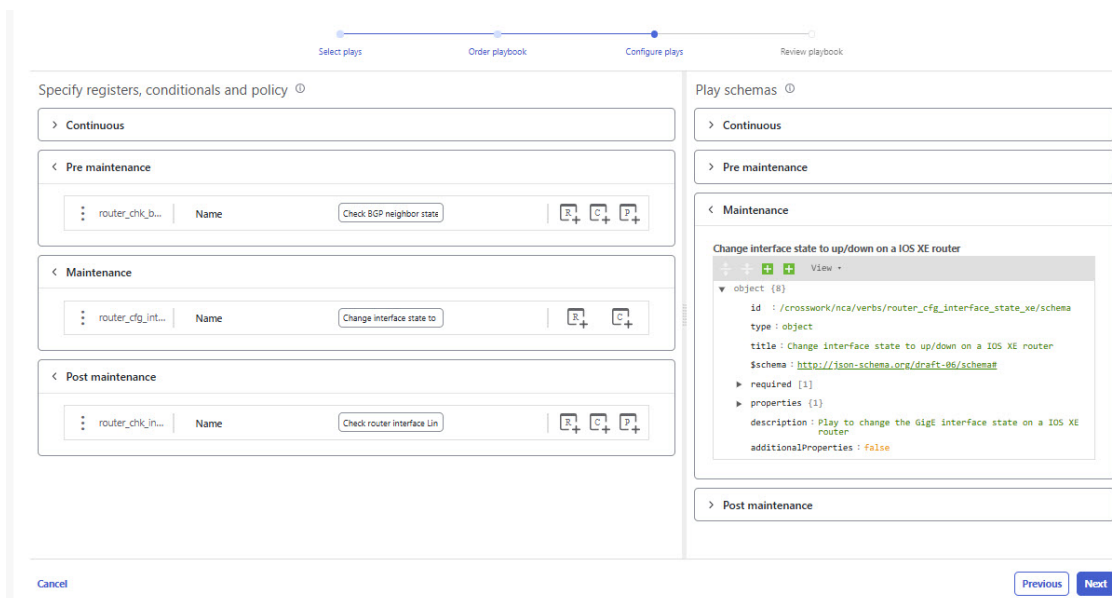 Select plays
Order playbook
Configure plays
Review playbook
Specify registers, conditionals and policy
Continuous
Pre maintenance
router_chk_b...
Name
Check BGP neighbor state
R
C
P
Maintenance
router_cfg_int...
Name
Change interface state to
R
C
Post maintenance
router_chk_in...
Name
Check router interface Lin
R
C
P
Play schemas
Continuous
Pre maintenance
Maintenance
Change interface state to up/down on a IOS XE router
View
object {8}
id : /crosswork/nca/verbs/router_cfg_interface_state_xe/schema
type : object
title : Change interface state to up/down on a IOS XE router
$schema : http://json-schema.org/draft-06/schema#
required [1]
properties {1}
description : Play to change the GigE interface state on a IOS XE
router
additionalProperties : false
Post maintenance
Cancel
Previous
Next